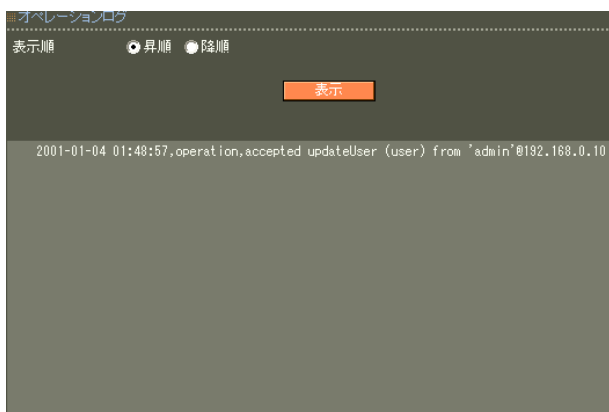 オペレーションログ
表示順 昇順 降順
表示
2001-01-04 01:48:57,operation,accepted updateUser (user) from 'admin'@192.168.0.10